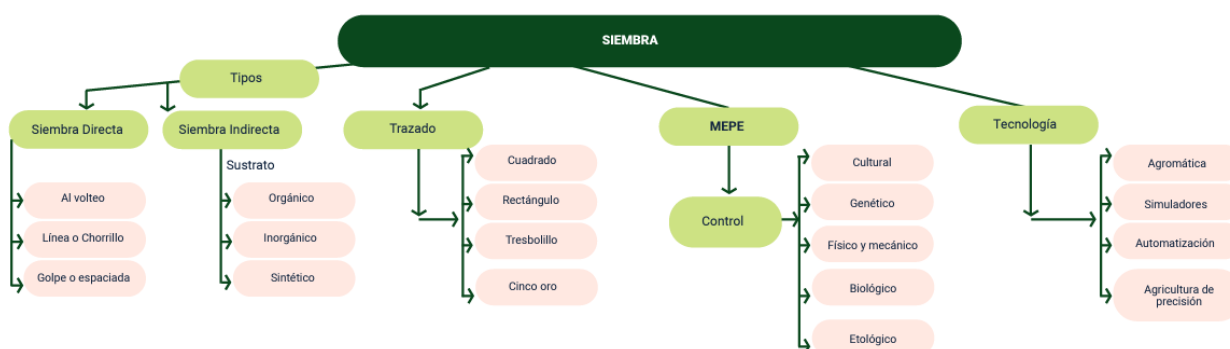 SIEMBRA
Tipos
Siembra Directa
Al volteo
Línea o Chorrillo
Golpe o espaciada
Siembra Indirecta
Sustrato
Orgánico
Inorgánico
Sintético
Trazado
Cuadrado
Rectángulo
Tresbolillo
Cinco oro
MEPE
Control
Cultural
Genético
Físico y mecánico
Biológico
Etológico
Tecnología
Agromática
Simuladores
Automatización
Agricultura de
precisión